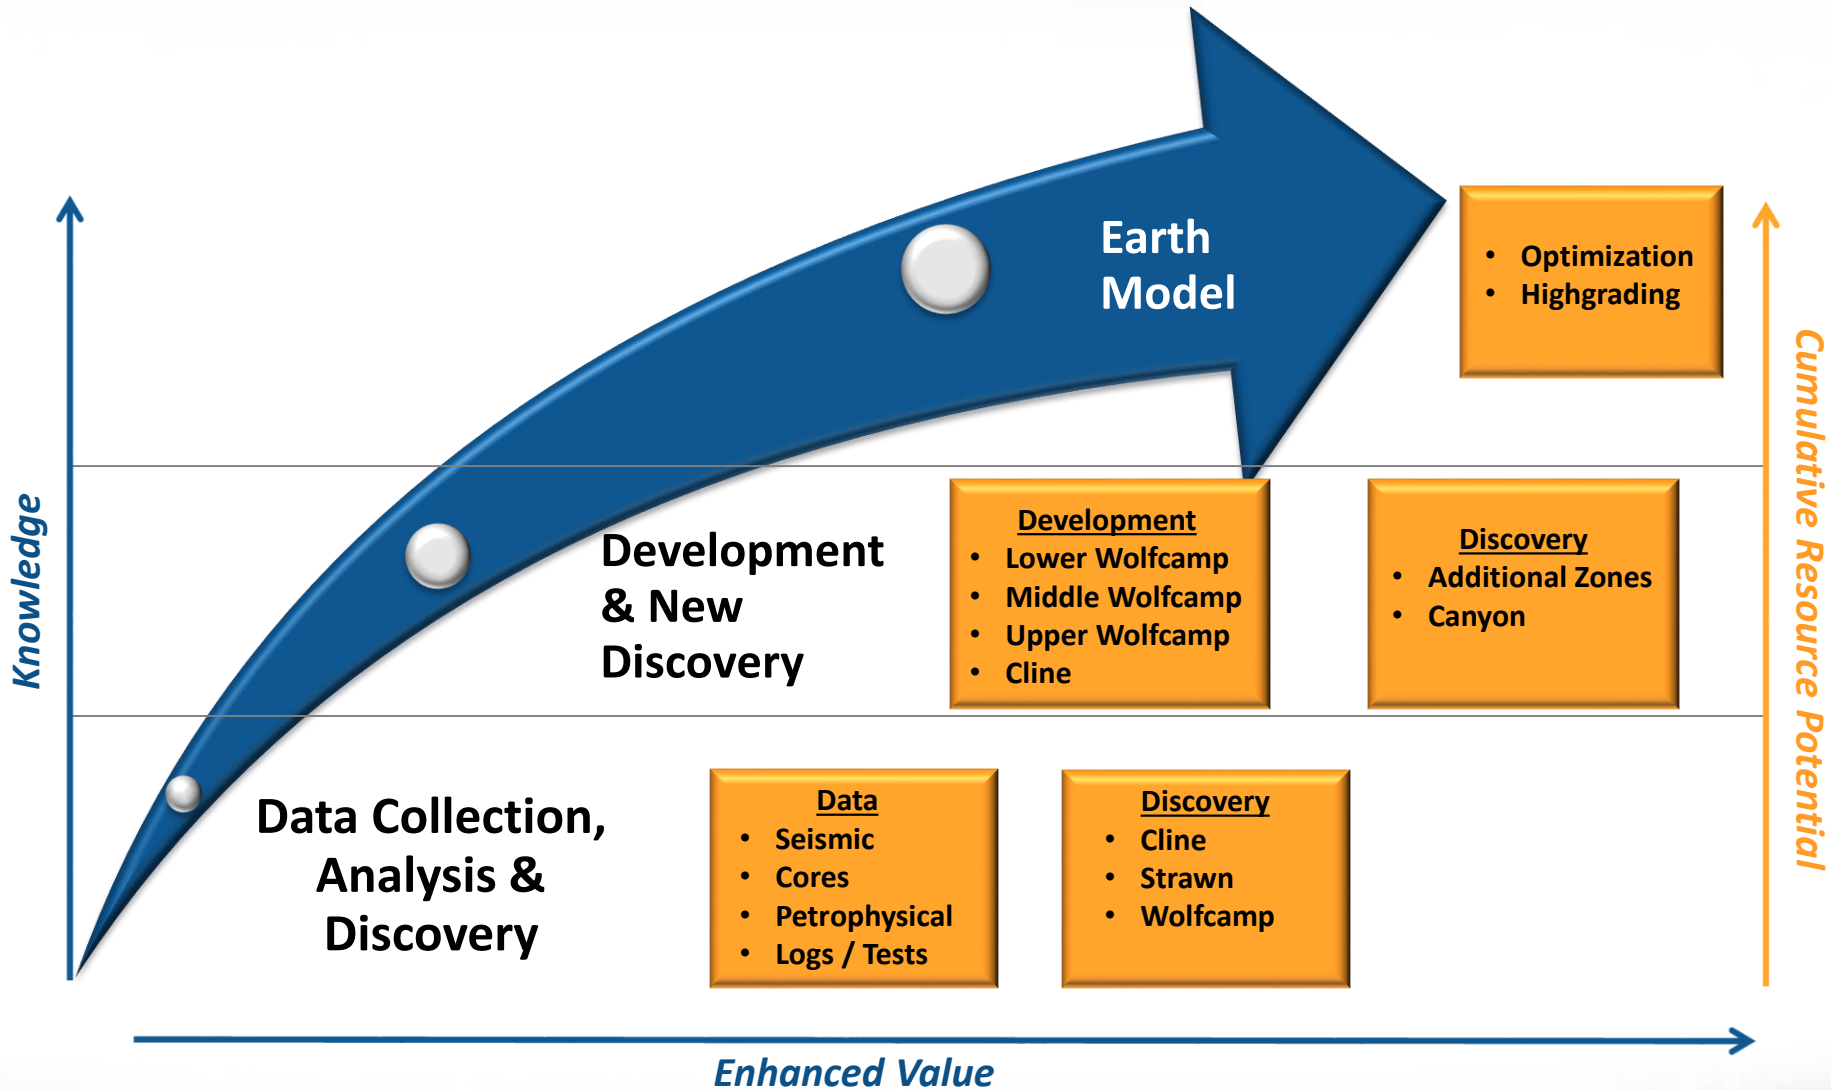 Earth
Model
• Optimization
• Highgrading
Knowledge
Cumulative Resource Potential
Development
& New
Discovery
Development
• Lower Wolfcamp
• Middle Wolfcamp
• Upper Wolfcamp
• Cline
Discovery
• Additional Zones
• Canyon
Data Collection,
Analysis &
Discovery
Data
• Seismic
• Cores
• Petrophysical
• Logs / Tests
Discovery
• Cline
• Strawn
• Wolfcamp
Enhanced Value